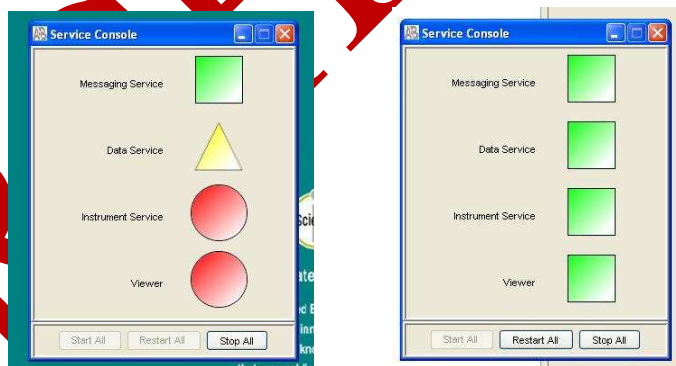 Service Console
Messaging Service
Data Service
Instrument Service
Viewer
Start All Restart All Stop All
Service Console
Messaging Service
Data Service
Instrument Service
Viewer
Start All Restart All Stop All